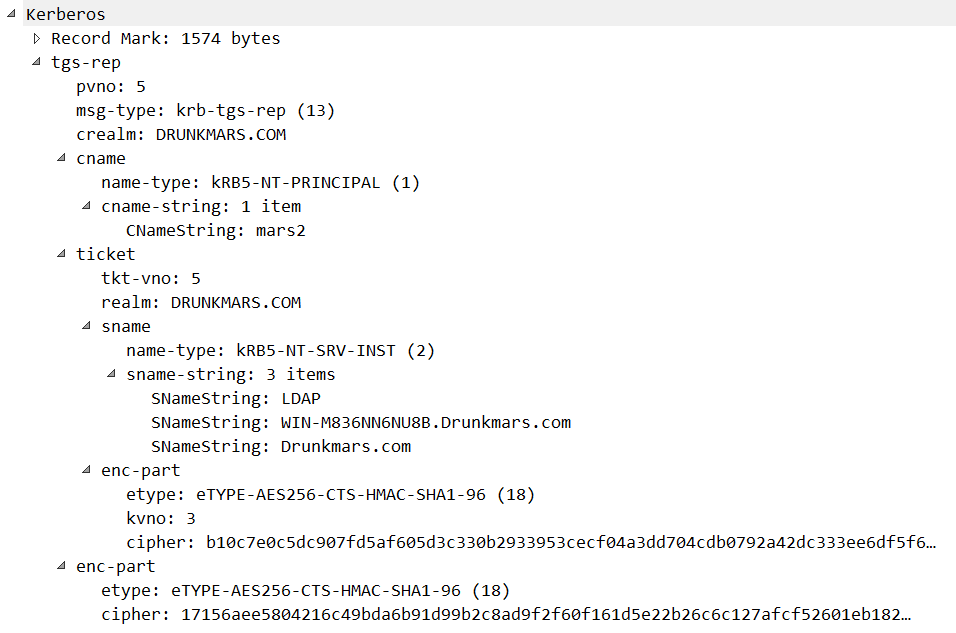 Kerberos
Record Mark: 1574 bytes
tgs-rep
pvno: 5
msg-type: krb-tgs-rep (13)
crealm: DRUNKMARS.COM
cname
name-type: kRB5-NT-PRINCIPAL (1)
cname-string: 1 item
CNameString: mars2
ticket
tkt-vno: 5
realm: DRUNKMARS.COM
sname
name-type: kRB5-NT-SRV-INST (2)
sname-string: 3 items
SNameString: LDAP
SNameString: WIN-M836NN6NU8B.Drunkmars.com
SNameString: Drunkmars.com
enc-part
etype: eTYPE-AES256-CTS-HMAC-SHA1-96 (18)
kvno: 3
cipher: b10c7e0c5dc907fd5af605d3c330b2933953cecf04a3dd704cdb0792a42dc333ee6df5f6…
enc-part
etype: eTYPE-AES256-CTS-HMAC-SHA1-96 (18)
cipher: 17156aee5804216c49bda6b91d99b2c8ad9f2f60f161d5e22b26c6c127afcf52601eb182…